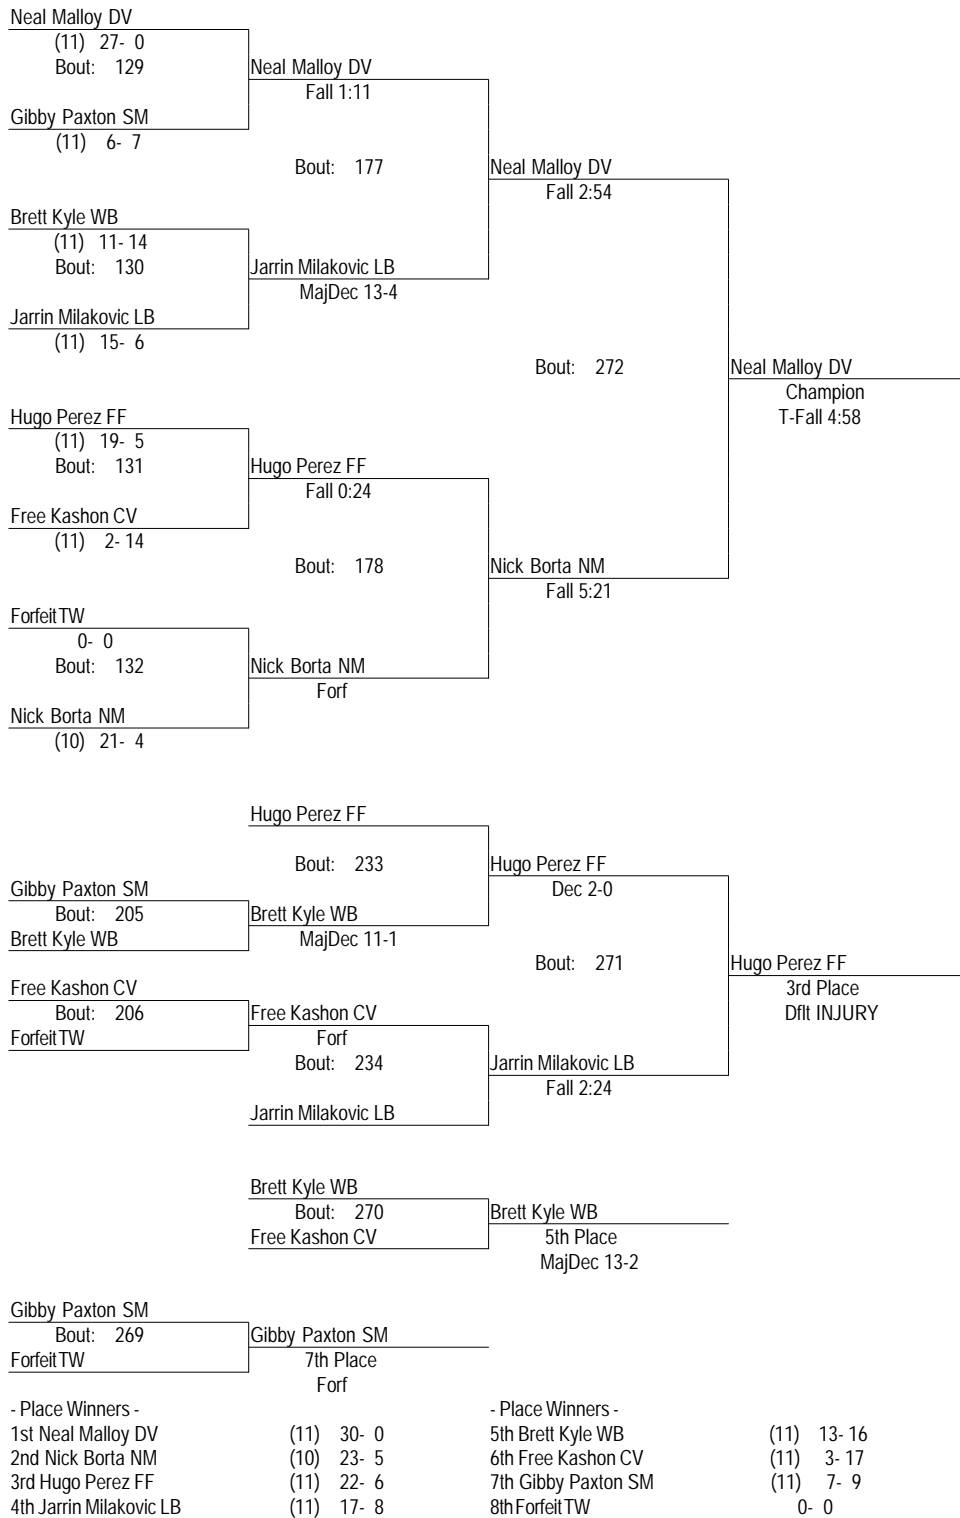 Neal Malloy DV
(11) 27- 0
Bout: 129
Neal Malloy DV
Fall 1:11
Gibby Paxton SM
(11) 6- 7
Bout: 177
Neal Malloy DV
Fall 2:54
Brett Kyle WB
(11) 11- 14
Bout: 130
Jarrin Milakovic LB
MajDec 13-4
Jarrin Milakovic LB
(11) 15- 6
Bout: 272
Neal Malloy DV
Champion
T-Fall 4:58
Hugo Perez FF
(11) 19- 5
Bout: 131
Hugo Perez FF
Fall 0:24
Free Kashon CV
(11) 2- 14
Bout: 178
Nick Borta NM
Fall 5:21
Forfeit TW
0- 0
Bout: 132
Nick Borta NM
Forf
Nick Borta NM
(10) 21- 4
Hugo Perez FF
Bout: 233
Hugo Perez FF
Dec 2-0
Gibby Paxton SM
Bout: 205
Brett Kyle WB
Brett Kyle WB
MajDec 11-1
Bout: 271
Hugo Perez FF
3rd Place
Dflt INJURY
Free Kashon CV
Bout: 206
Forfeit TW
Free Kashon CV
Forf
Bout: 234
Jarrin Milakovic LB
Fall 2:24
Jarrin Milakovic LB
Brett Kyle WB
Bout: 270
Free Kashon CV
Brett Kyle WB
5th Place
MajDec 13-2
Gibby Paxton SM
Bout: 269
Forfeit TW
Gibby Paxton SM
7th Place
Forf
- Place Winners -
1st Neal Malloy DV (11) 30- 0
2nd Nick Borta NM (10) 23- 5
3rd Hugo Perez FF (11) 22- 6
4th Jarrin Milakovic LB (11) 17- 8
- Place Winners -
5th Brett Kyle WB (11) 13- 16
6th Free Kashon CV (11) 3- 17
7th Gibby Paxton SM (11) 7- 9
8th Forfeit TW 0- 0